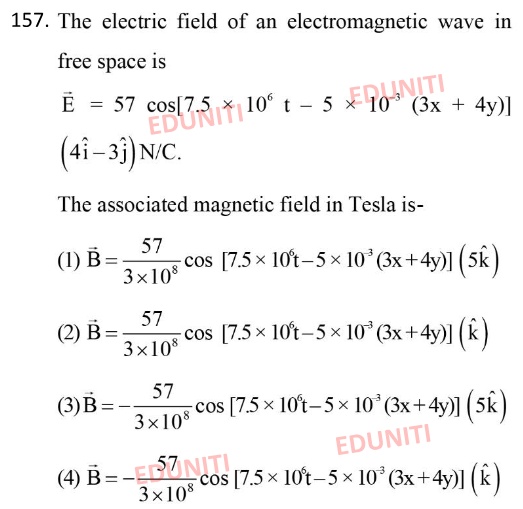 157. The electric field of an electromagnetic wave in
free space is
E⃗ = 57 cos[7.5 × 10⁶ t – 5 × 10⁻³ (3x + 4y)]
(4î – 3ĵ) N/C.
The associated magnetic field in Tesla is-
(1) B⃗ = 57/(3×10⁸) cos [7.5 × 10⁶t – 5 × 10⁻³ (3x + 4y)] (5k̂)
(2) B⃗ = 57/(3×10⁸) cos [7.5 × 10⁶t – 5 × 10⁻³ (3x + 4y)] (k̂)
(3) B⃗ = – 57/(3×10⁸) cos [7.5 × 10⁶t – 5 × 10⁻³ (3x + 4y)] (5k̂)
(4) B⃗ = – 57/(3×10⁸) cos [7.5 × 10⁶t – 5 × 10⁻³ (3x + 4y)] (k̂)
EDUNITI
EDUNITI
EDUNITI
EDUNITI